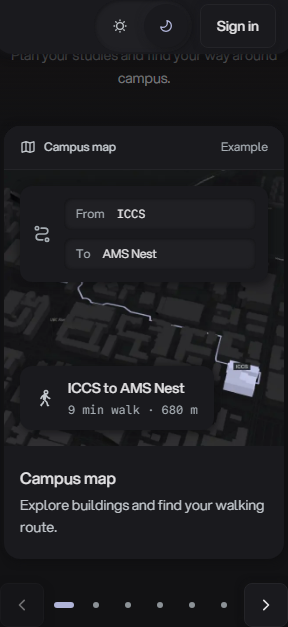 Sign in
Plan your studies and find your way around
campus.
Campus map
Example
From ICCS
To AMS Nest
ICCS
ICCS to AMS Nest
9 min walk · 680 m
Campus map
Explore buildings and find your walking
route.